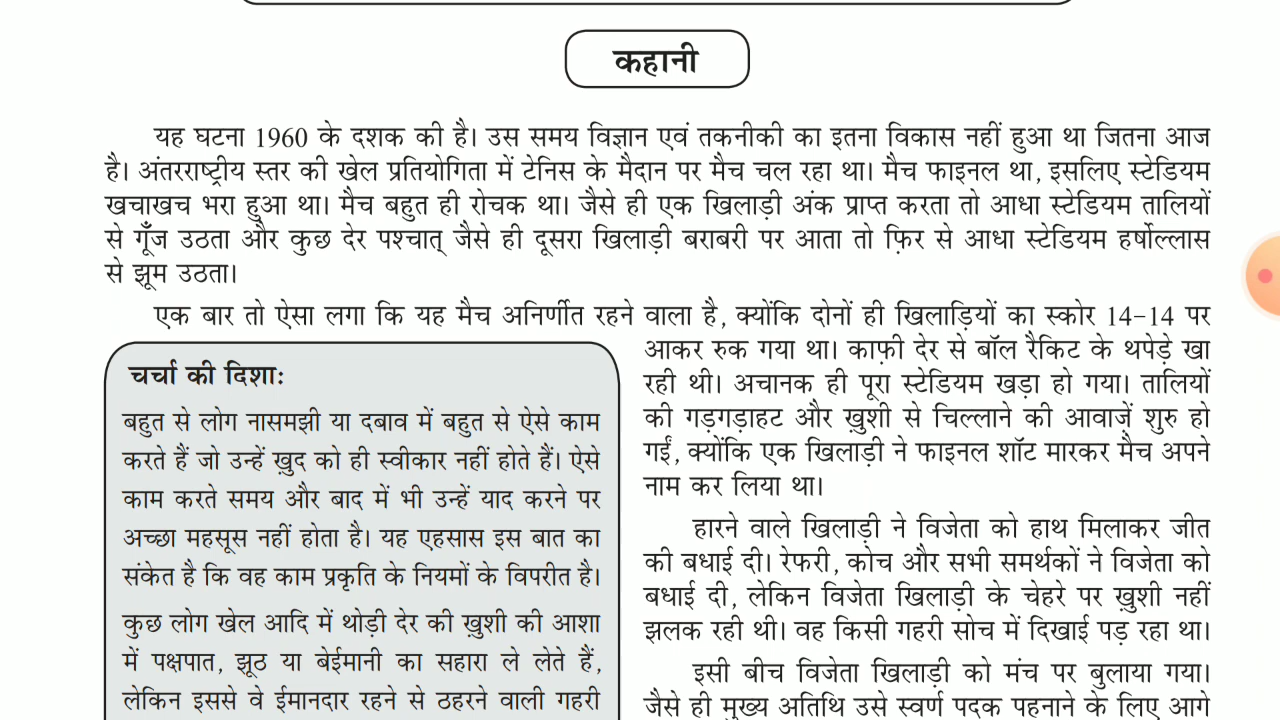 कहानी
यह घटना 1960 के दशक की है। उस समय विज्ञान एवं तकनीकी का इतना विकास नहीं हुआ था जितना आज
है। अंतरराष्ट्रीय स्तर की खेल प्रतियोगिता में टेनिस के मैदान पर मैच चल रहा था। मैच फाइनल था, इसलिए स्टेडियम
खचाखच भरा हुआ था। मैच बहुत ही रोचक था। जैसे ही एक खिलाड़ी अंक प्राप्त करता तो आधा स्टेडियम तालियों
से गूँज उठता और कुछ देर पश्चात् जैसे ही दूसरा खिलाड़ी बराबरी पर आता तो फ़िर से आधा स्टेडियम हर्षोल्लास
से झूम उठता।
एक बार तो ऐसा लगा कि यह मैच अनिर्णीत रहने वाला है, क्योंकि दोनों ही खिलाड़ियों का स्कोर 14-14 पर
आकर रुक गया था। काफ़ी देर से बॉल रैकिट के थपेड़े खा
रही थी। अचानक ही पूरा स्टेडियम खड़ा हो गया। तालियों
की गड़गड़ाहट और ख़ुशी से चिल्लाने की आवाज़ें शुरु हो
गईं, क्योंकि एक खिलाड़ी ने फाइनल शॉट मारकर मैच अपने
नाम कर लिया था।
हारने वाले खिलाड़ी ने विजेता को हाथ मिलाकर जीत
की बधाई दी। रेफरी, कोच और सभी समर्थकों ने विजेता को
बधाई दी, लेकिन विजेता खिलाड़ी के चेहरे पर ख़ुशी नहीं
झलक रही थी। वह किसी गहरी सोच में दिखाई पड़ रहा था।
इसी बीच विजेता खिलाड़ी को मंच पर बुलाया गया।
जैसे ही मुख्य अतिथि उसे स्वर्ण पदक पहनाने के लिए आगे
चर्चा की दिशाः
बहुत से लोग नासमझी या दबाव में बहुत से ऐसे काम
करते हैं जो उन्हें ख़ुद को ही स्वीकार नहीं होते हैं। ऐसे
काम करते समय और बाद में भी उन्हें याद करने पर
अच्छा महसूस नहीं होता है। यह एहसास इस बात का
संकेत है कि वह काम प्रकृति के नियमों के विपरीत है।
कुछ लोग खेल आदि में थोड़ी देर की ख़ुशी की आशा
में पक्षपात, झूठ या बेईमानी का सहारा ले लेते हैं,
लेकिन इससे वे ईमानदार रहने से ठहरने वाली गहरी